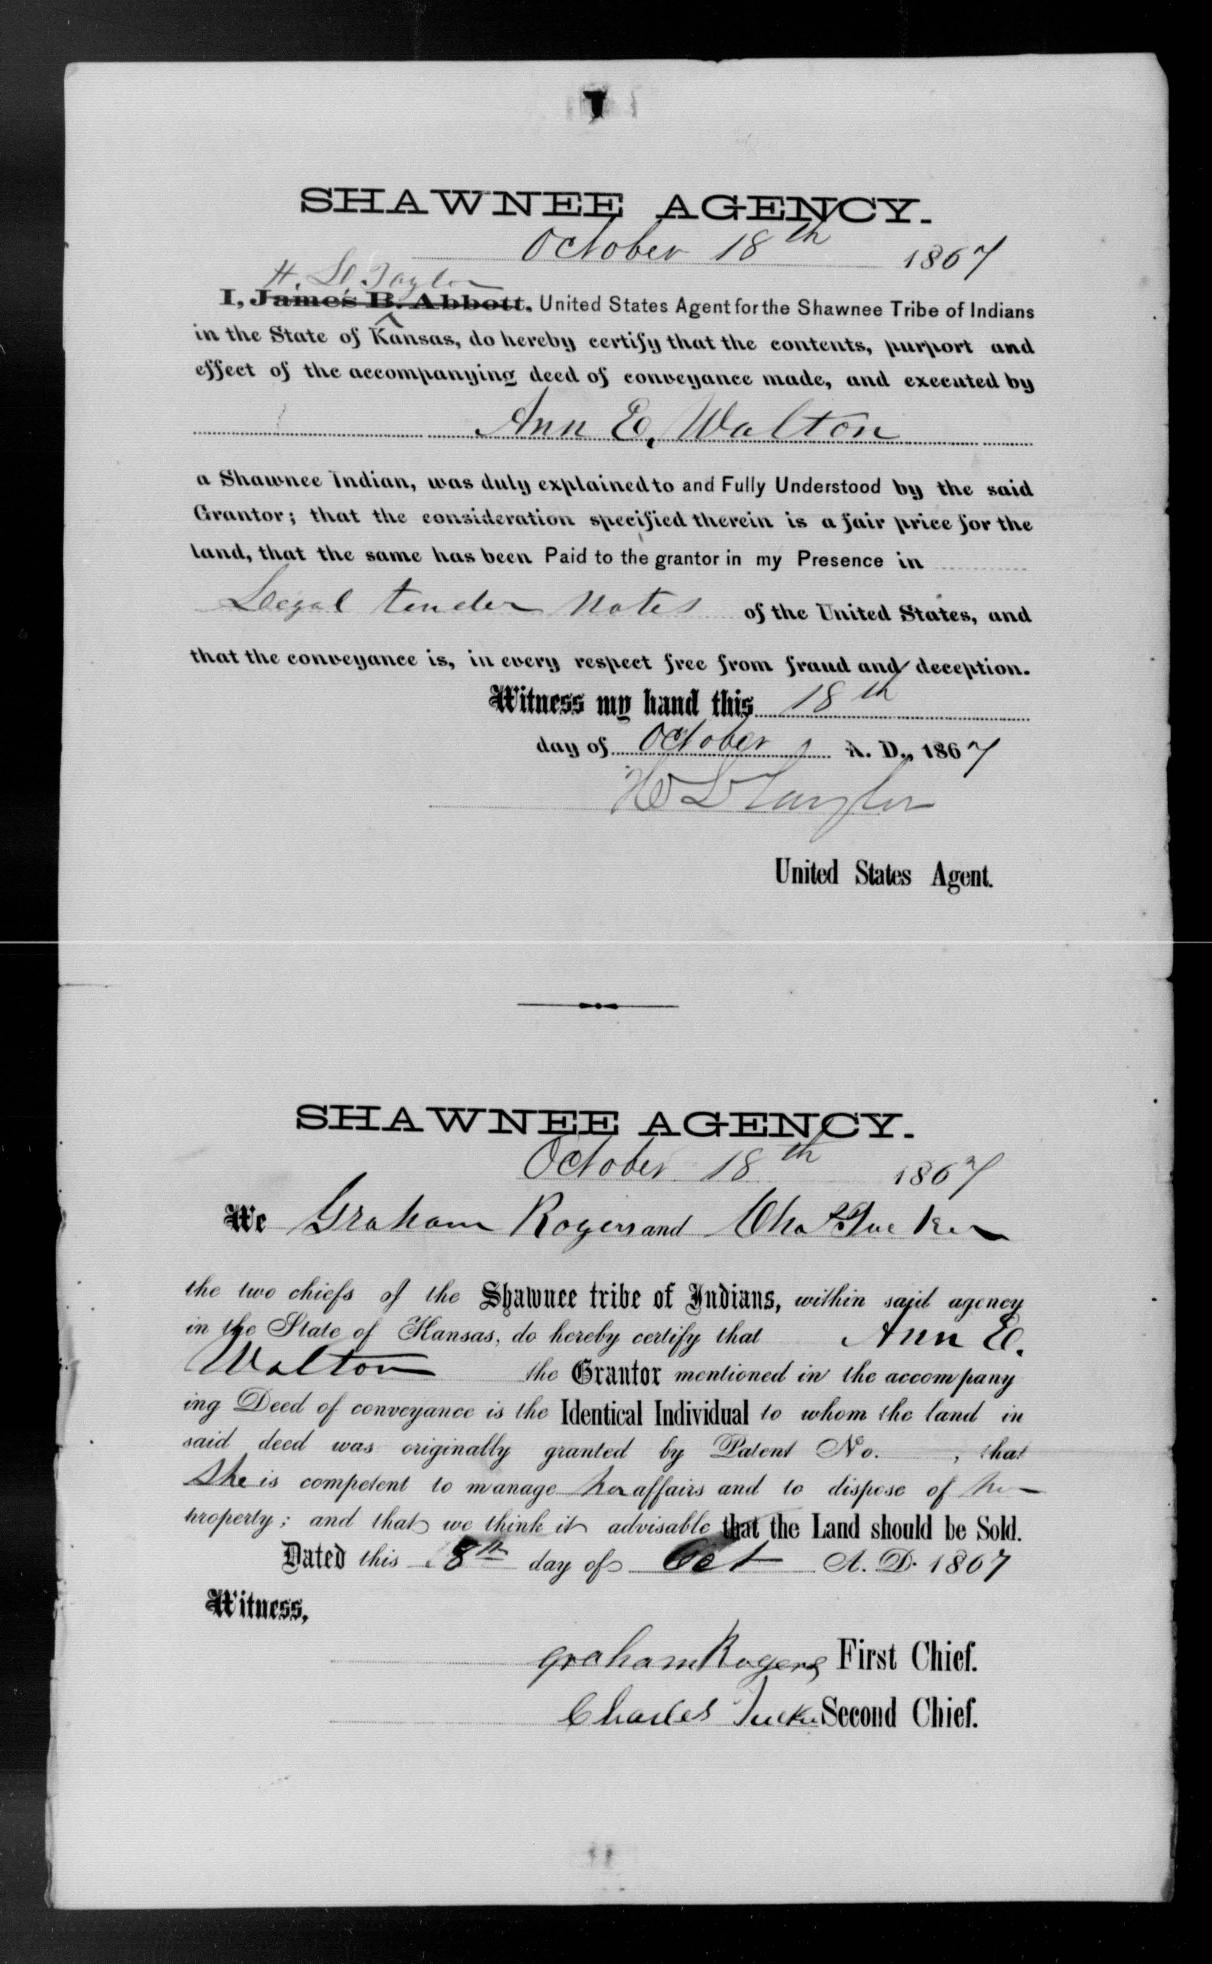 SHAWNEE AGENCY.
October 18th 1867
H. L. Taylor
I, James B. Abbott, United States Agent for the Shawnee Tribe of Indians
in the State of Kansas, do hereby certify that the contents, purport and
effect of the accompanying deed of conveyance made, and executed by
Ann E. Walton
a Shawnee Indian, was duly explained to and Fully Understood by the said
Grantor; that the consideration specified therein is a fair price for the
land, that the same has been Paid to the grantor in my Presence in
Legal tender notes of the United States, and
that the conveyance is, in every respect free from fraud and deception.
Witness my hand this 18th
day of October A. D., 1867
H L Taylor
United States Agent.
SHAWNEE AGENCY.
October 18th 1867
We Graham Rogers and Chas Tucker
the two chiefs of the Shawnee tribe of Indians, within said agency
in the State of Kansas, do hereby certify that Ann E.
Walton the Grantor mentioned in the accompany
ing Deed of conveyance is the Identical Individual to whom the land in
said deed was originally granted by Patent No. , that
She is competent to manage her affairs and to dispose of her
property; and that we think it advisable that the Land should be Sold.
Dated this 18th day of Oct A. D. 1867
Witness,
Graham Rogers First Chief.
Charles Tucker Second Chief.